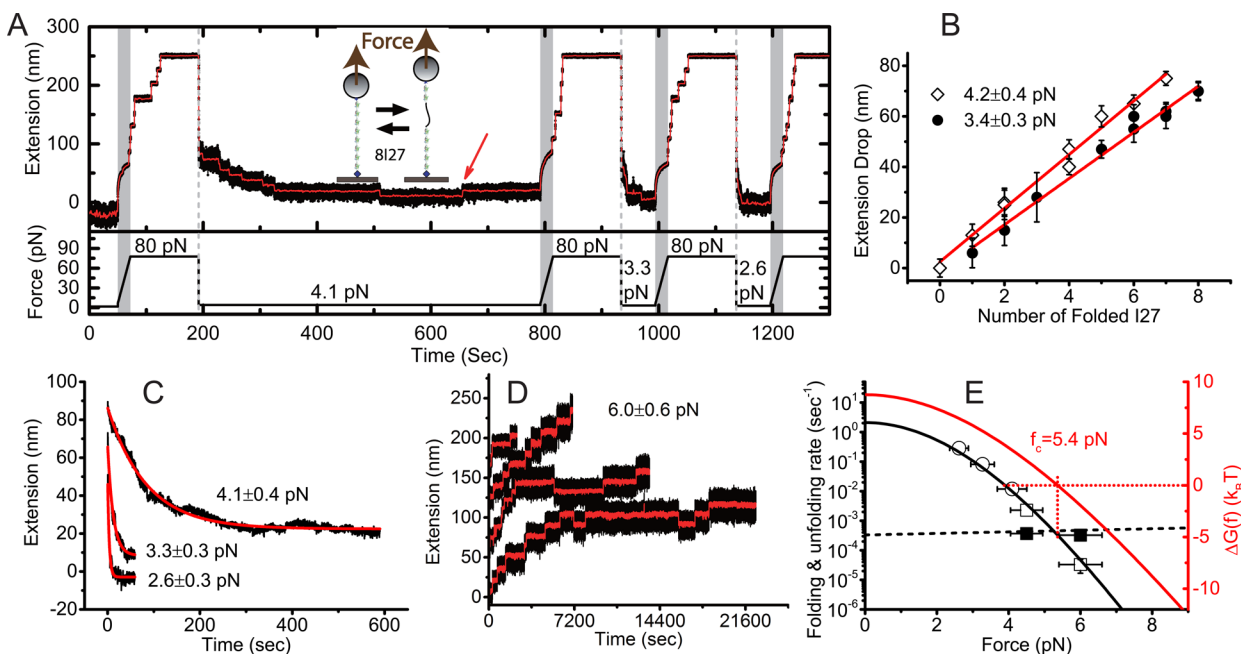 A
Extension (nm)
300
200
100
0
Force
8I27
Force (pN)
90
60
30
0
80 pN
4.1 pN
80 pN
3.3
pN
80 pN
2.6
pN
0 200 400 600 800 1000 1200
Time (Sec)
B
Extension Drop (nm)
80
60
40
20
0
4.2±0.4 pN
3.4±0.3 pN
0 2 4 6 8
Number of Folded I27
C
Extension (nm)
100
80
60
40
20
0
-20
4.1±0.4 pN
3.3±0.3 pN
2.6±0.3 pN
0 200 400 600
Time (sec)
D
Extension (nm)
250
200
150
100
50
0
6.0±0.6 pN
0 7200 14400 21600
Time (sec)
E
Folding & unfolding rate (sec⁻¹)
10¹
10⁰
10⁻¹
10⁻²
10⁻³
10⁻⁴
10⁻⁵
10⁻⁶
fc=5.4 pN
10
5
0
-5
-10
ΔG(f) (kBT)
0 2 4 6 8
Force (pN)